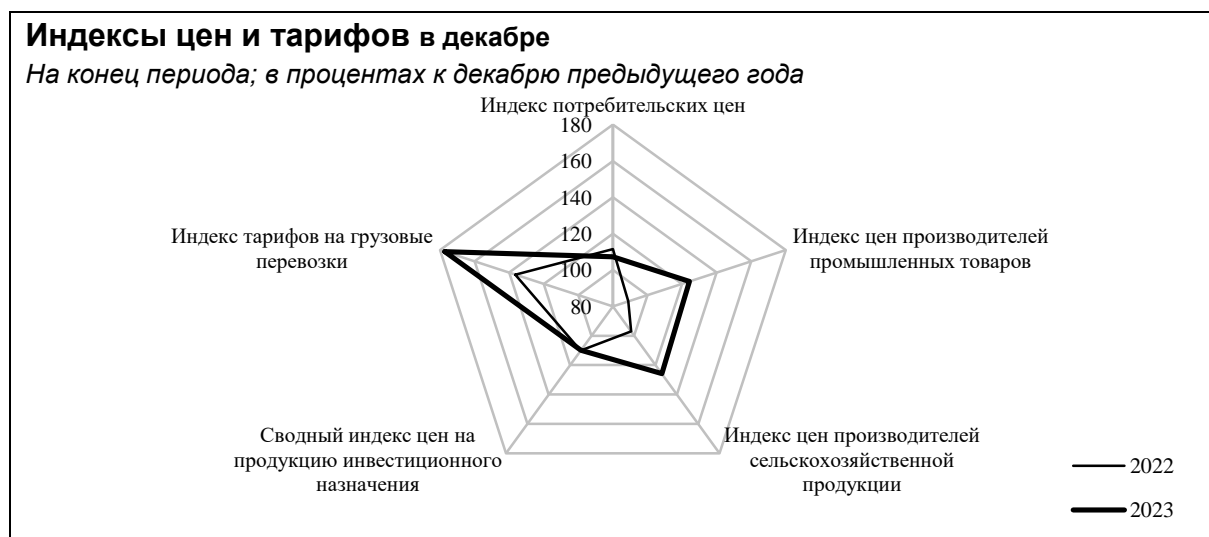 Индексы цен и тарифов в декабре
На конец периода; в процентах к декабрю предыдущего года
Индекс потребительских цен
180
160
140
120
100
80
Индекс цен производителей
промышленных товаров
Индекс цен производителей
сельскохозяйственной
продукции
Сводный индекс цен на
продукцию инвестиционного
назначения
Индекс тарифов на грузовые
перевозки
2022
2023